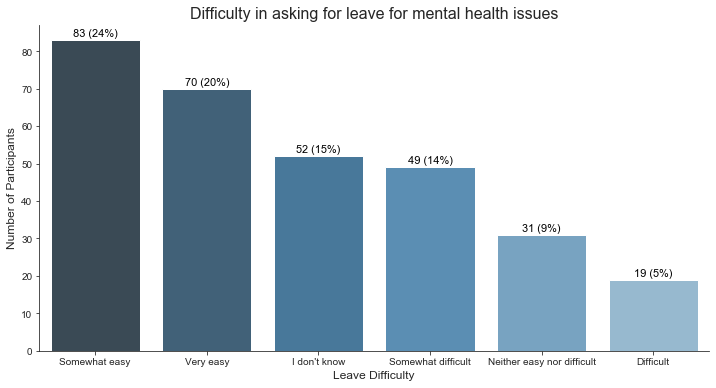 Difficulty in asking for leave for mental health issues
83 (24%)
70 (20%)
52 (15%)
49 (14%)
31 (9%)
19 (5%)
80
70
60
50
40
30
20
10
0
Number of Participants
Somewhat easy
Very easy
I don't know
Somewhat difficult
Neither easy nor difficult
Difficult
Leave Difficulty